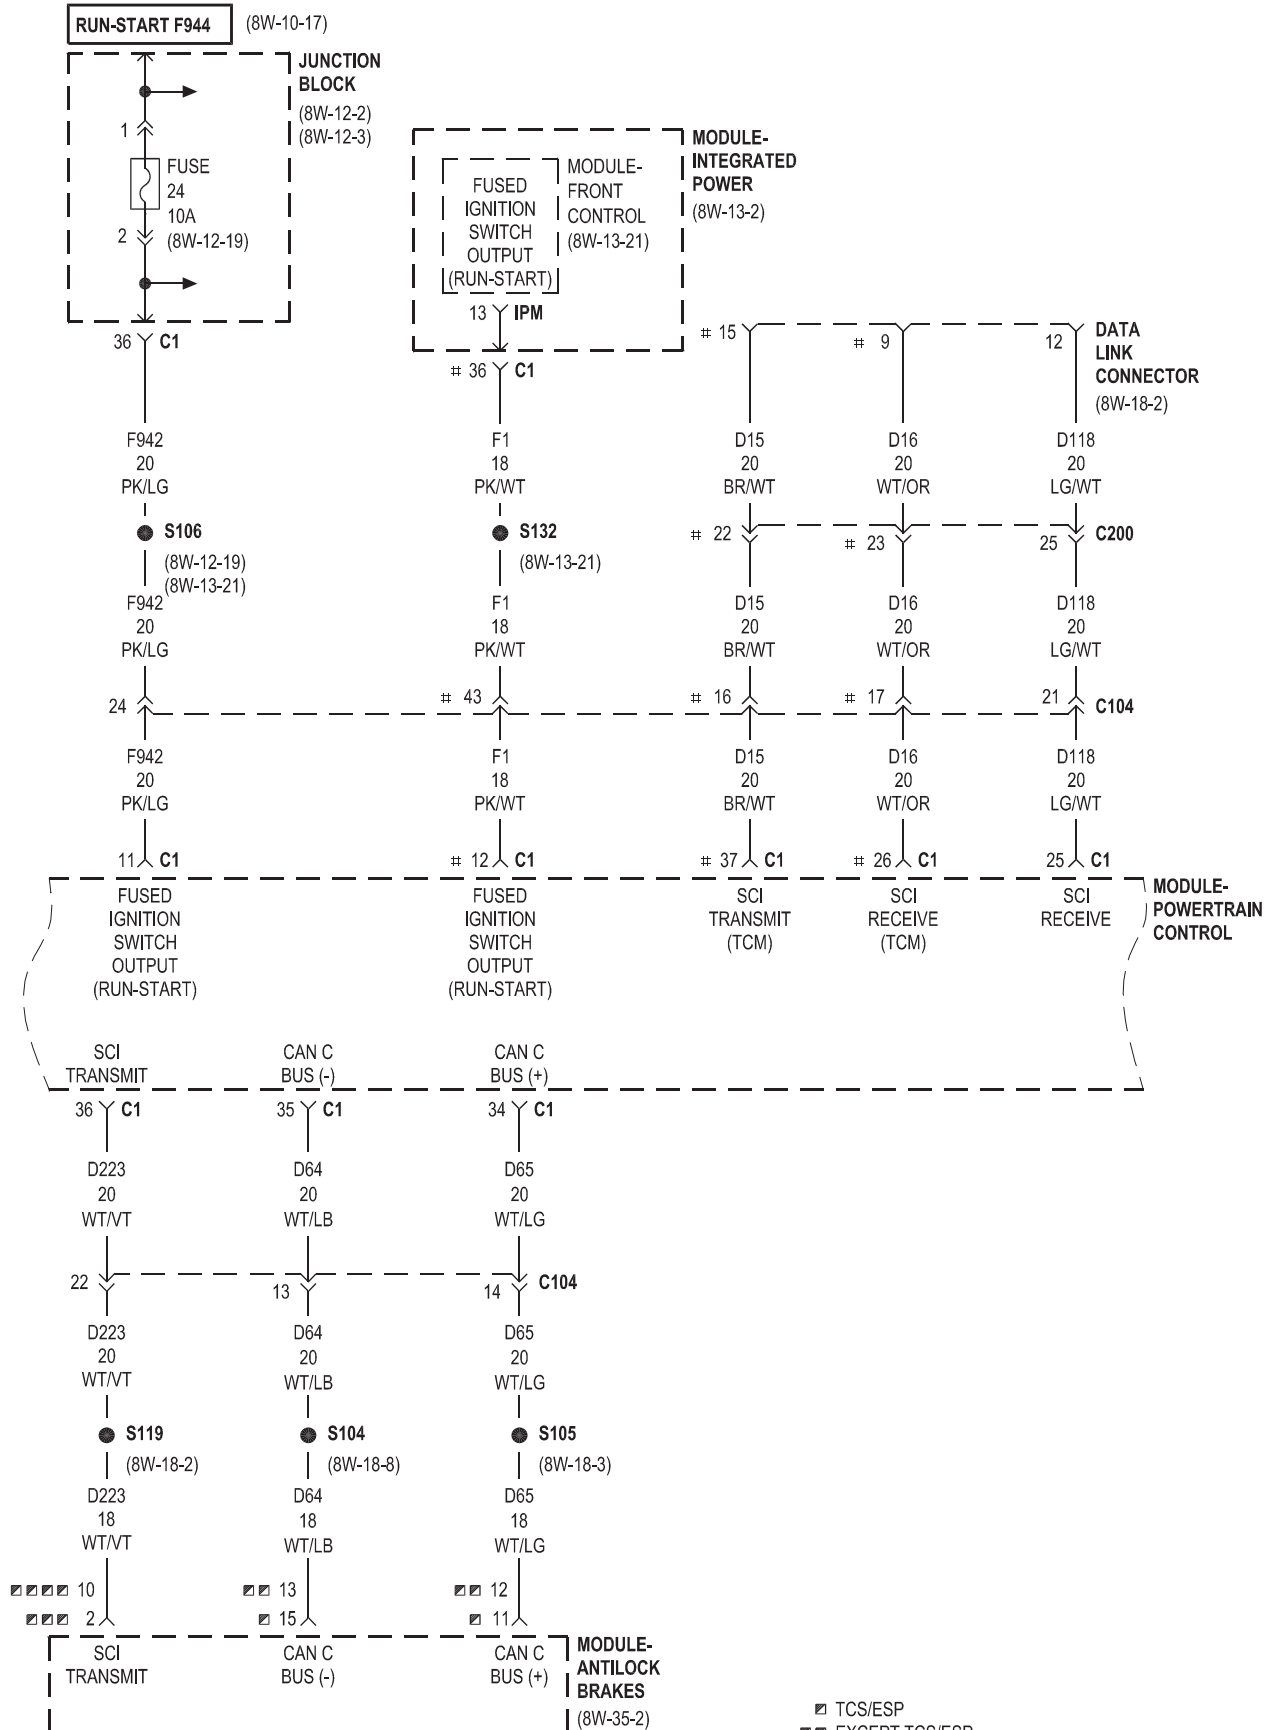 RUN-START F944 (8W-10-17)
JUNCTION
BLOCK
(8W-12-2)
(8W-12-3)
1
FUSE
24
10A
(8W-12-19)
2
36 C1
MODULE-
INTEGRATED
POWER
(8W-13-2)
MODULE-
FRONT
CONTROL
(8W-13-21)
FUSED
IGNITION
SWITCH
OUTPUT
(RUN-START)
13 IPM
# 36 C1
# 15 # 9 12
DATA
LINK
CONNECTOR
(8W-18-2)
F942 F1 D15 D16 D118
20 18 20 20 20
PK/LG PK/WT BR/WT WT/OR LG/WT
S106
(8W-12-19)
(8W-13-21)
S132
(8W-13-21)
# 22 # 23 25 C200
F942 F1 D15 D16 D118
20 18 20 20 20
PK/LG PK/WT BR/WT WT/OR LG/WT
24 # 43 # 16 # 17 21 C104
F942 F1 D15 D16 D118
20 18 20 20 20
PK/LG PK/WT BR/WT WT/OR LG/WT
11 C1 # 12 C1 # 37 C1 # 26 C1 25 C1
FUSED
IGNITION
SWITCH
OUTPUT
(RUN-START)
FUSED
IGNITION
SWITCH
OUTPUT
(RUN-START)
SCI
TRANSMIT
(TCM)
SCI
RECEIVE
(TCM)
SCI
RECEIVE
MODULE-
POWERTRAIN
CONTROL
SCI
TRANSMIT
CAN C
BUS (-)
CAN C
BUS (+)
36 C1 35 C1 34 C1
D223 D64 D65
20 20 20
WT/VT WT/LB WT/LG
22 13 14 C104
D223 D64 D65
20 20 20
WT/VT WT/LB WT/LG
S119 S104 S105
(8W-18-2) (8W-18-8) (8W-18-3)
D223 D64 D65
18 18 18
WT/VT WT/LB WT/LG
10 13 12
2 15 11
SCI
TRANSMIT
CAN C
BUS (-)
CAN C
BUS (+)
MODULE-
ANTILOCK
BRAKES
(8W-35-2)
TCS/ESP
EXCEPT TCS/ESP